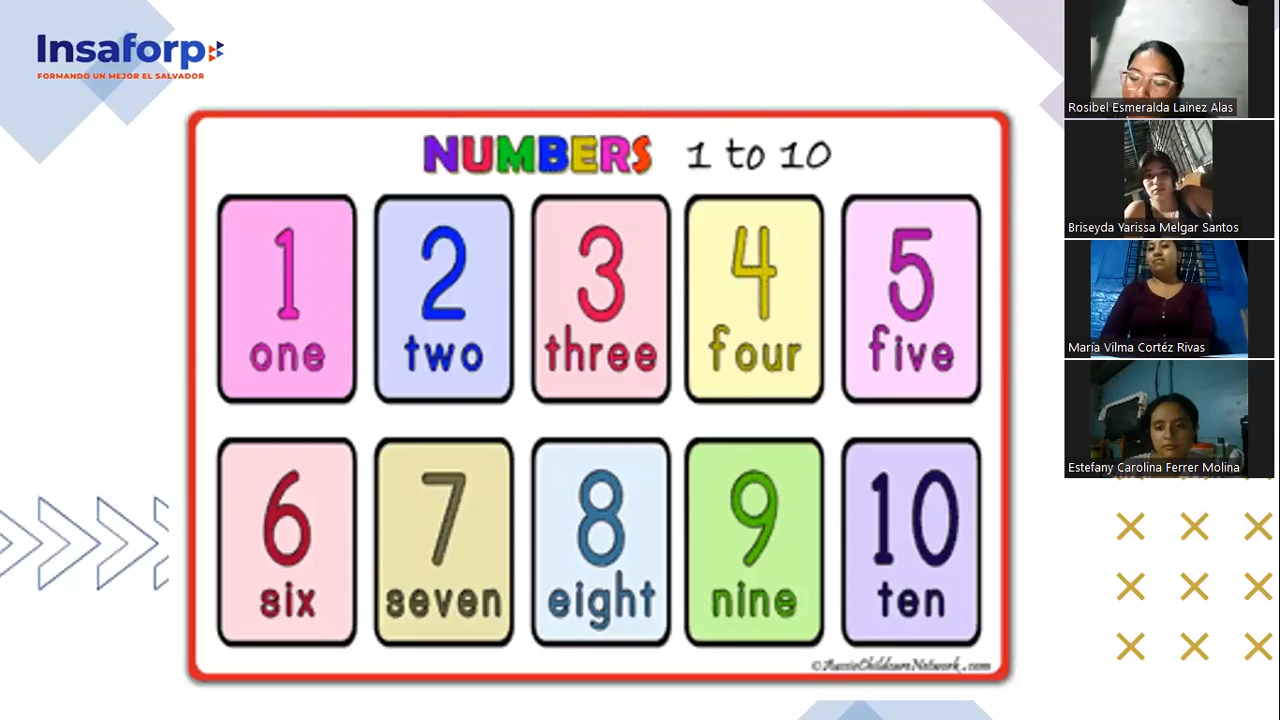 Insaforp
FORMANDO UN MEJOR EL SALVADOR
NUMBERS 1 to 10
1 2 3 4 5
one two three four five
6 7 8 9 10
six seven eight nine ten
©AussieChildcareNetwork.com
Rosibel Esmeralda Lainez Alas
Briseyda Yarissa Melgar Santos
María Vilma Cortéz Rivas
Estefany Carolina Ferrer Molina